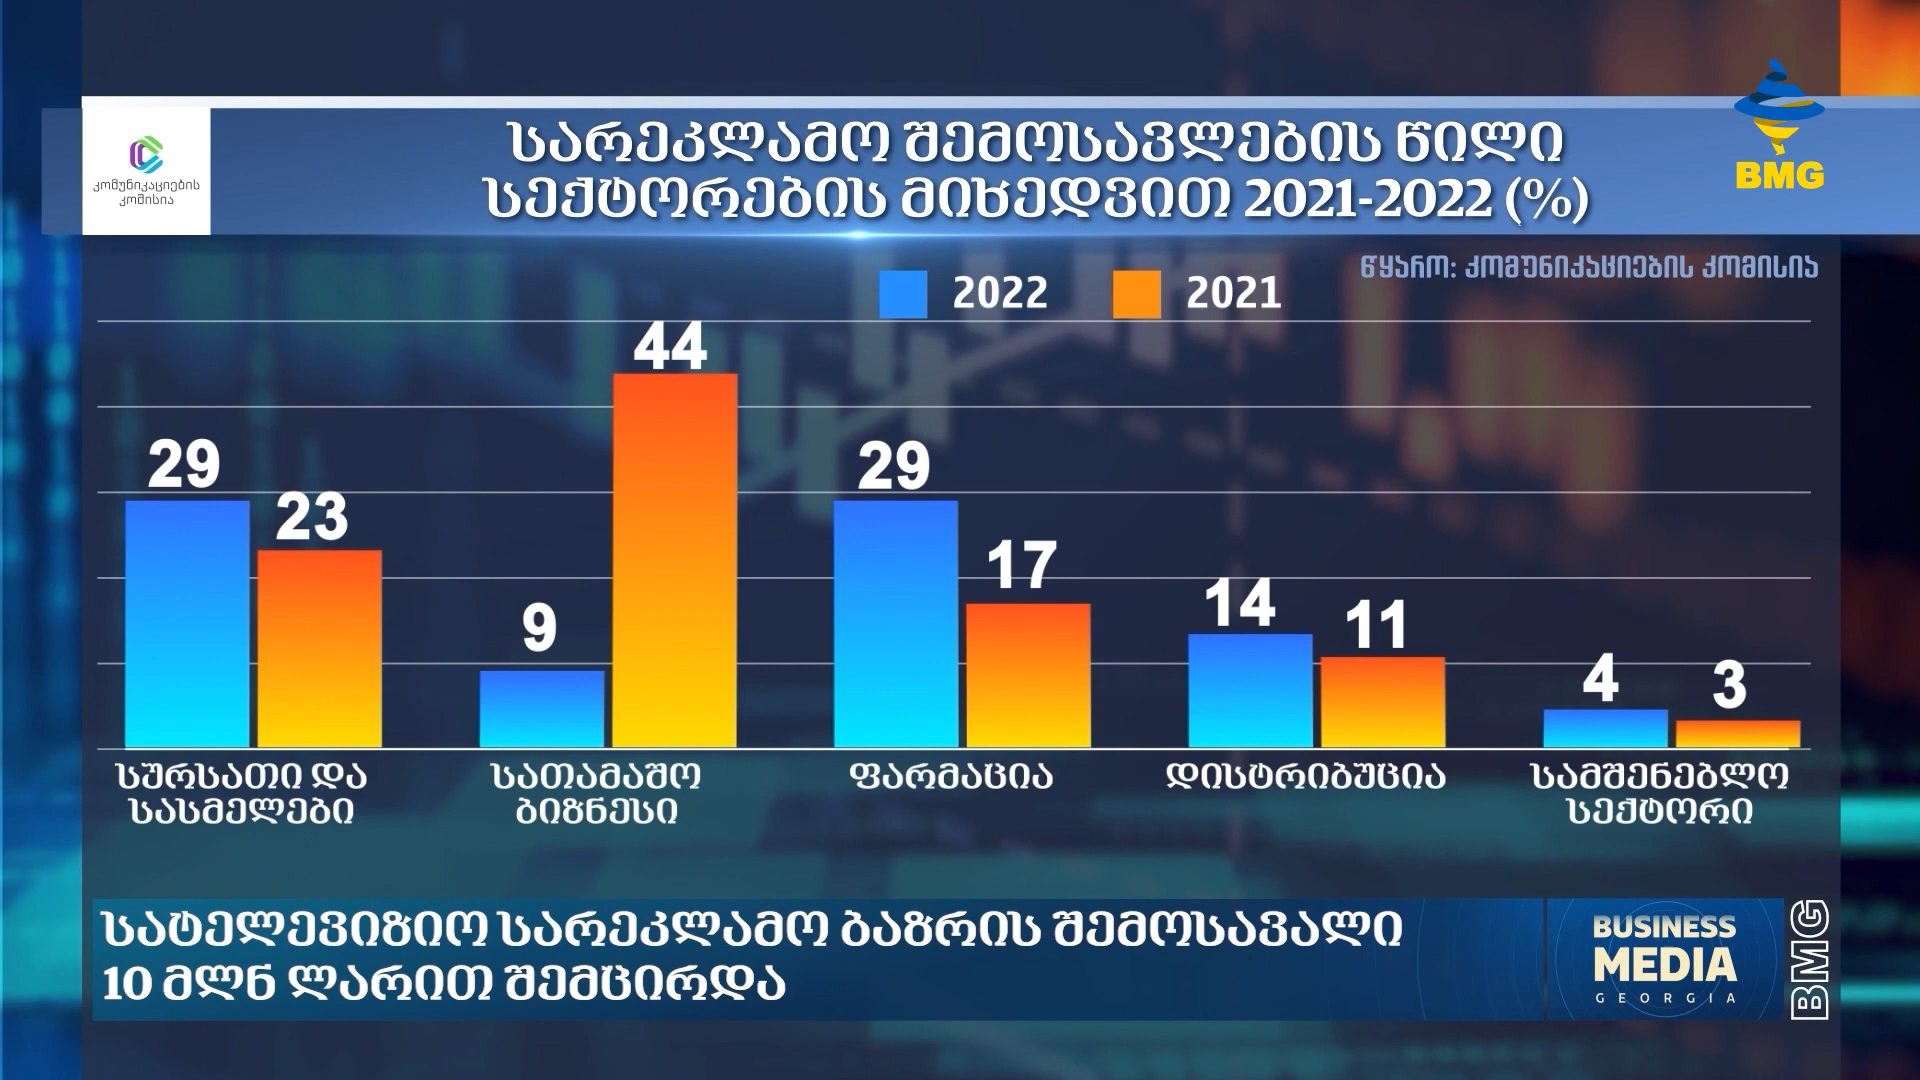 კომუნიკაციების
კომისია
სარეკლამო შემოსავლების წილი
სექტორების მიხედვით 2021-2022 (%)
BMG
წყარო: კომუნიკაციების კომისია
2022
2021
29
23
9
44
29
17
14
11
4
3
სურსათი და
სასმელები
სათამაშო
ბიზნესი
ფარმაცია
დისტრიბუცია
სამშენებლო
სექტორი
სატელევიზიო სარეკლამო ბაზრის შემოსავალი
10 მლნ ლარით შემცირდა
BUSINESS
MEDIA
GEORGIA
BMG